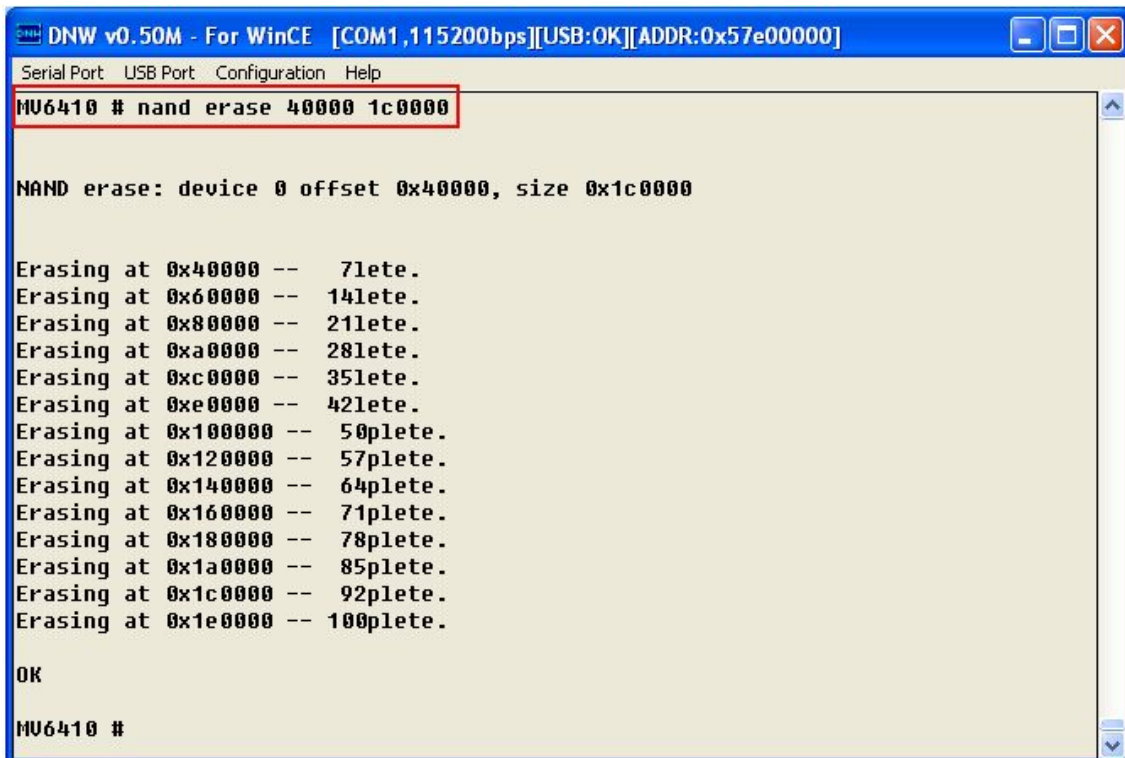 DNW v0.50M - For WinCE [COM1,115200bps][USB:OK][ADDR:0x57e00000]
Serial Port USB Port Configuration Help
MV6410 # nand erase 40000 1c0000
NAND erase: device 0 offset 0x40000, size 0x1c0000
Erasing at 0x40000 --   7lete.
Erasing at 0x60000 --  14lete.
Erasing at 0x80000 --  21lete.
Erasing at 0xa0000 --  28lete.
Erasing at 0xc0000 --  35lete.
Erasing at 0xe0000 --  42lete.
Erasing at 0x100000 --  50plete.
Erasing at 0x120000 --  57plete.
Erasing at 0x140000 --  64plete.
Erasing at 0x160000 --  71plete.
Erasing at 0x180000 --  78plete.
Erasing at 0x1a0000 --  85plete.
Erasing at 0x1c0000 --  92plete.
Erasing at 0x1e0000 -- 100plete.
OK
MV6410 #